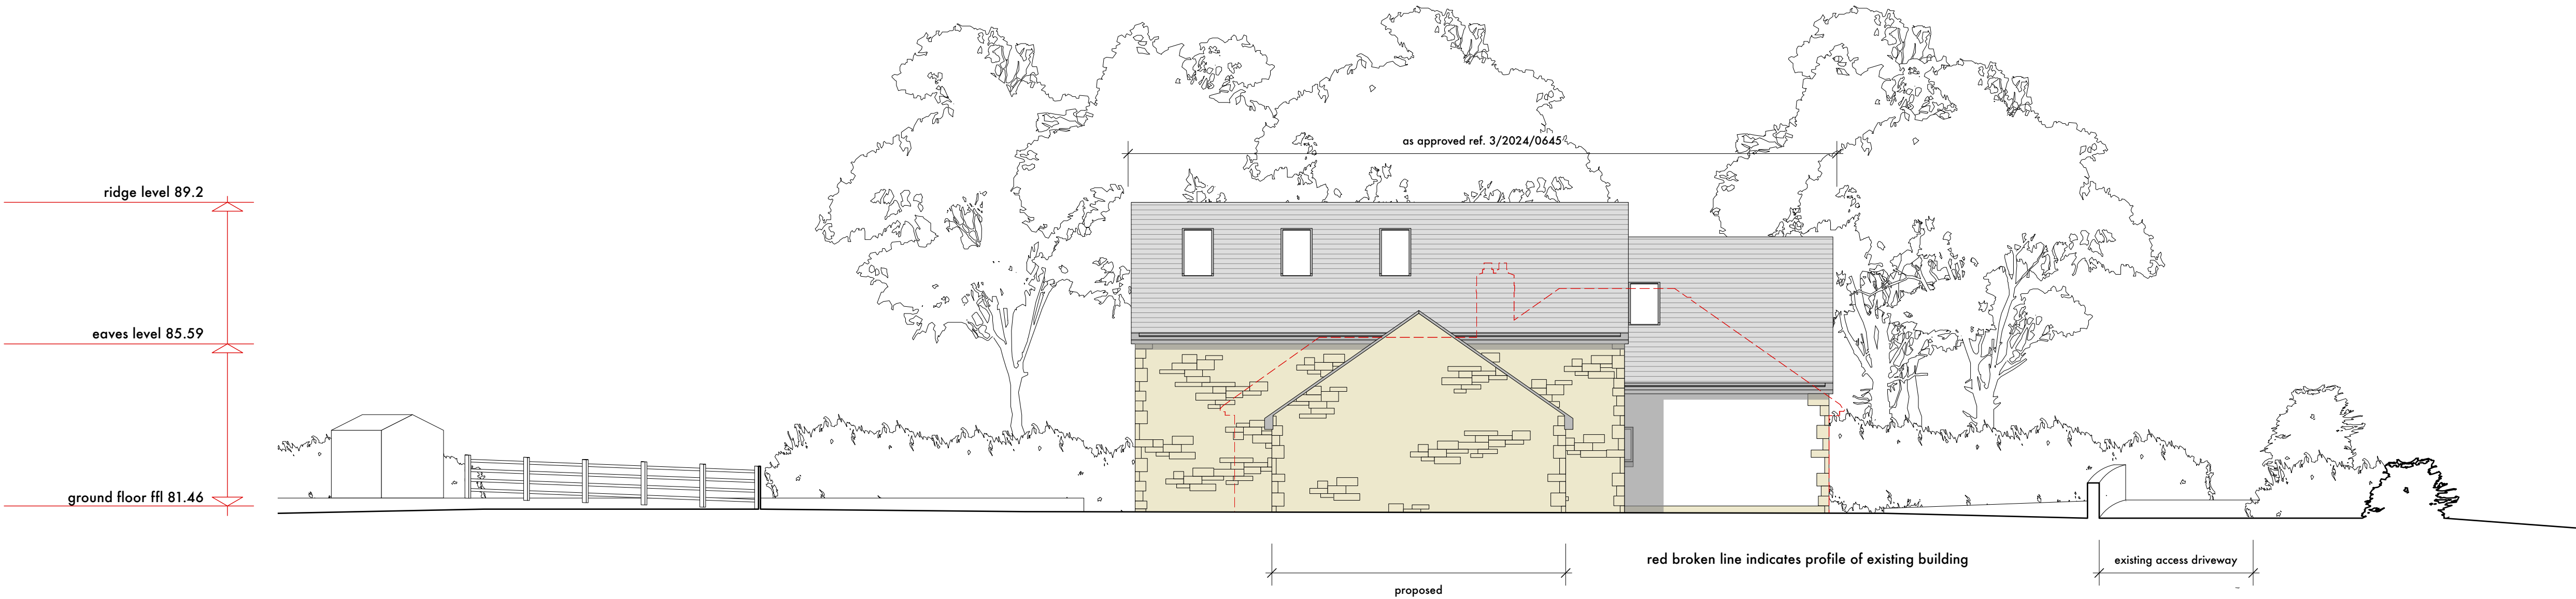 as approved ref. 3/2024/0645
ridge level 89.2
eaves level 85.59
ground floor ffl 81.46
red broken line indicates profile of existing building
existing access driveway
proposed